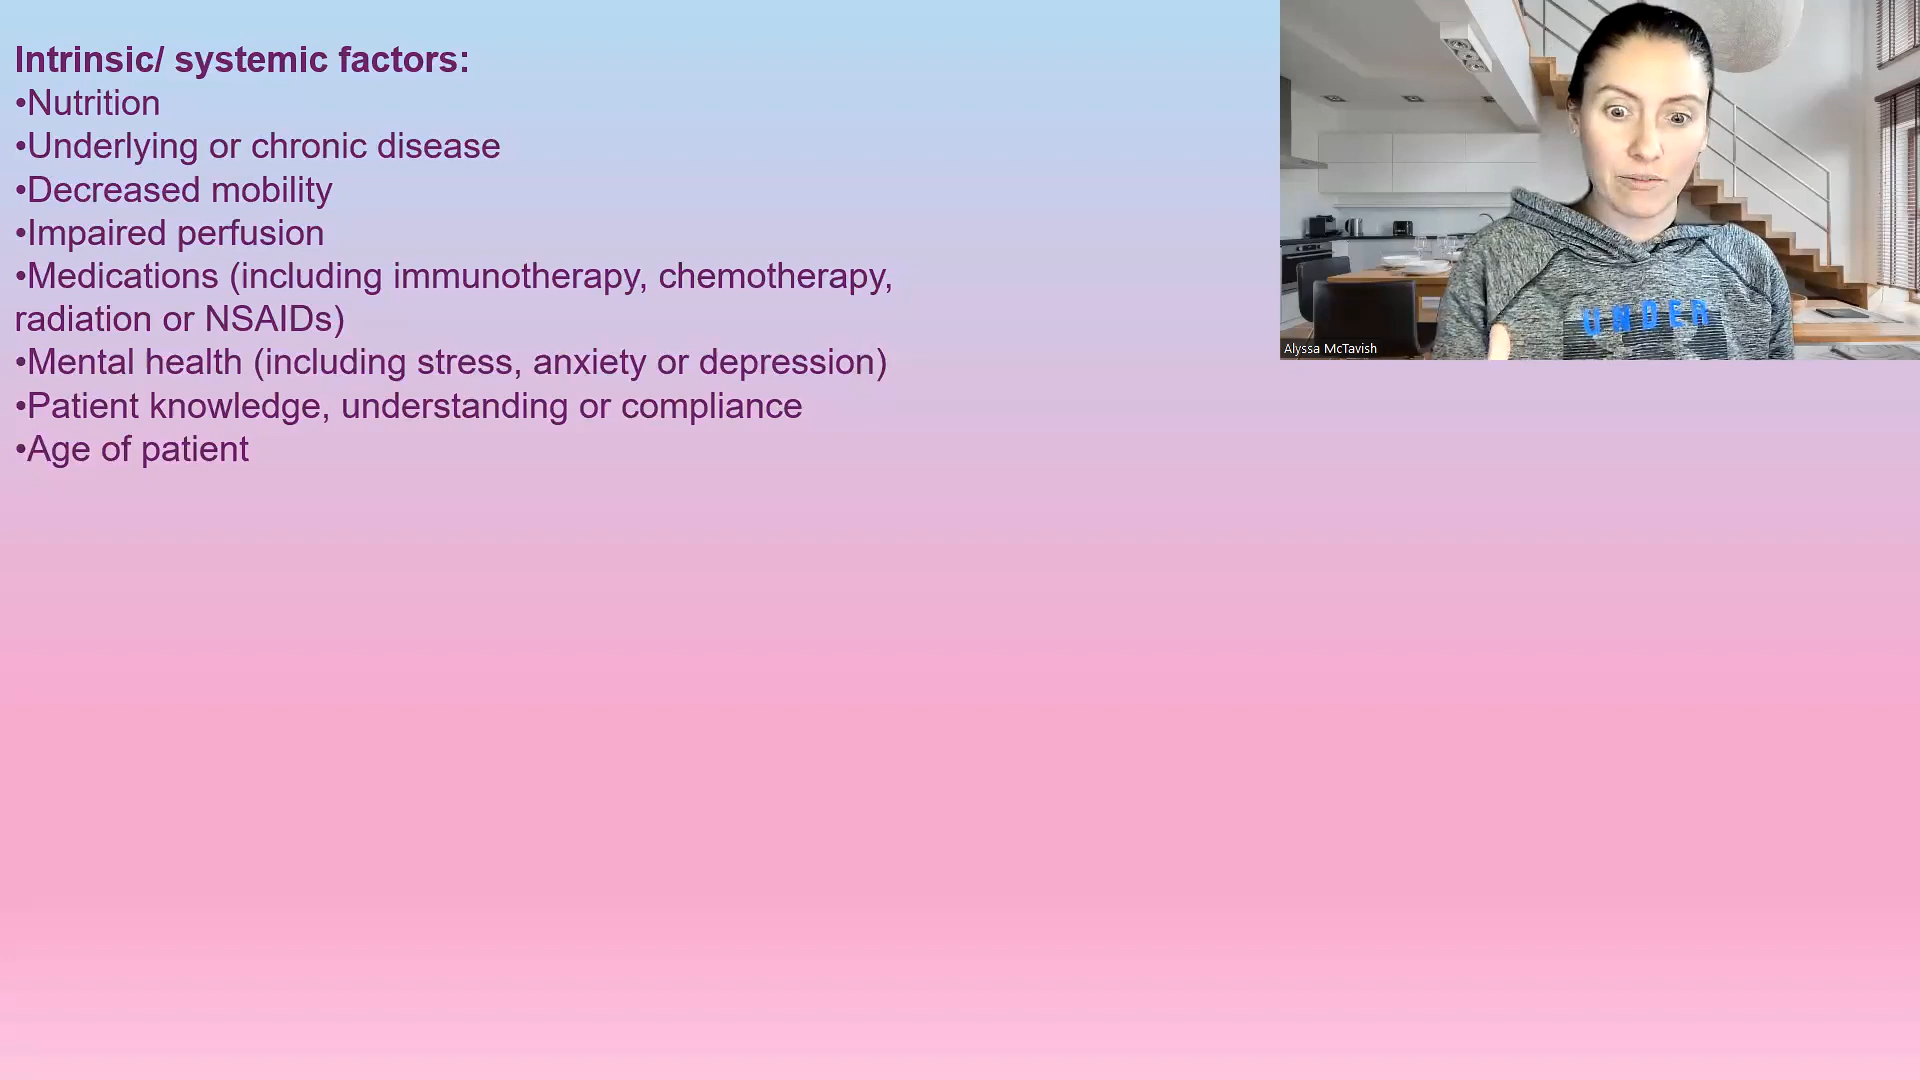 Intrinsic/ systemic factors:
•Nutrition
•Underlying or chronic disease
•Decreased mobility
•Impaired perfusion
•Medications (including immunotherapy, chemotherapy,
radiation or NSAIDs)
•Mental health (including stress, anxiety or depression)
•Patient knowledge, understanding or compliance
•Age of patient
UNDER
Alyssa McTavish